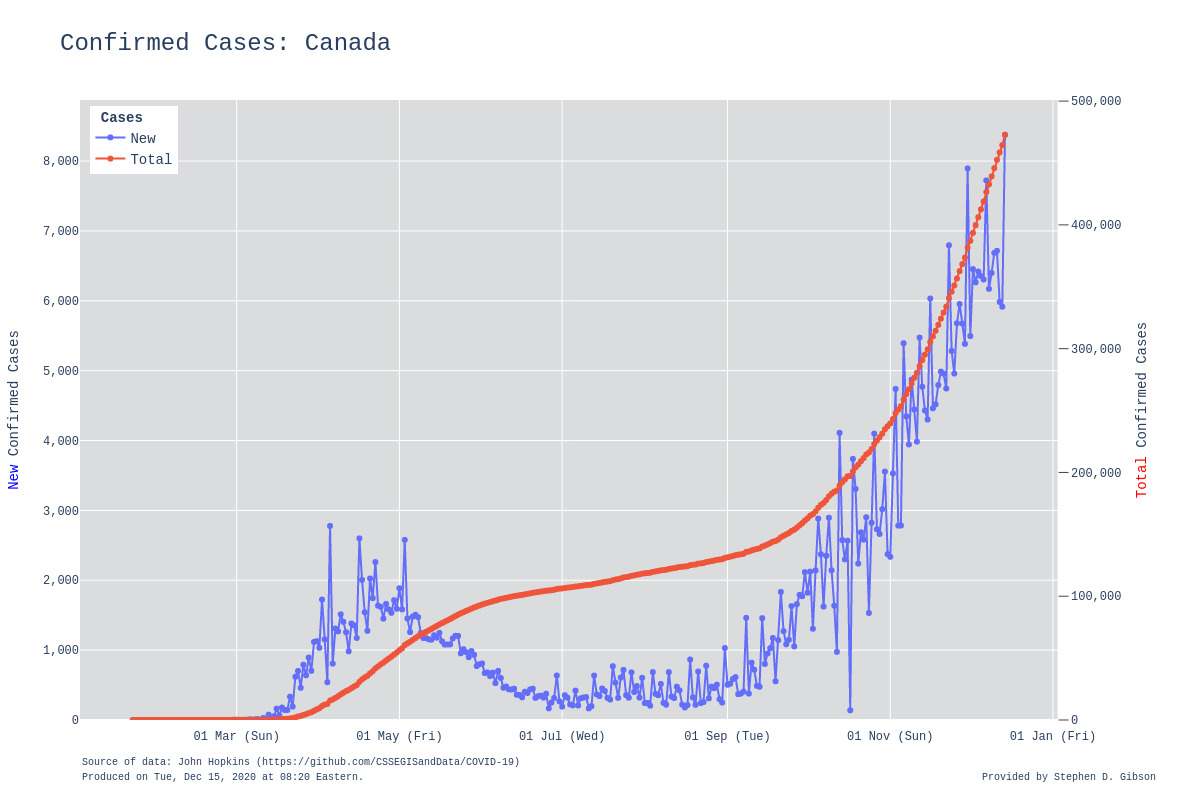 Confirmed Cases: Canada
Cases
New
Total
8,000
7,000
6,000
5,000
4,000
3,000
2,000
1,000
0
New Confirmed Cases
500,000
400,000
300,000
200,000
100,000
0
Total Confirmed Cases
01 Mar (Sun) 01 May (Fri) 01 Jul (Wed) 01 Sep (Tue) 01 Nov (Sun) 01 Jan (Fri)
Source of data: John Hopkins (https://github.com/CSSEGISandData/COVID-19)
Produced on Tue, Dec 15, 2020 at 08:20 Eastern.
Provided by Stephen D. Gibson